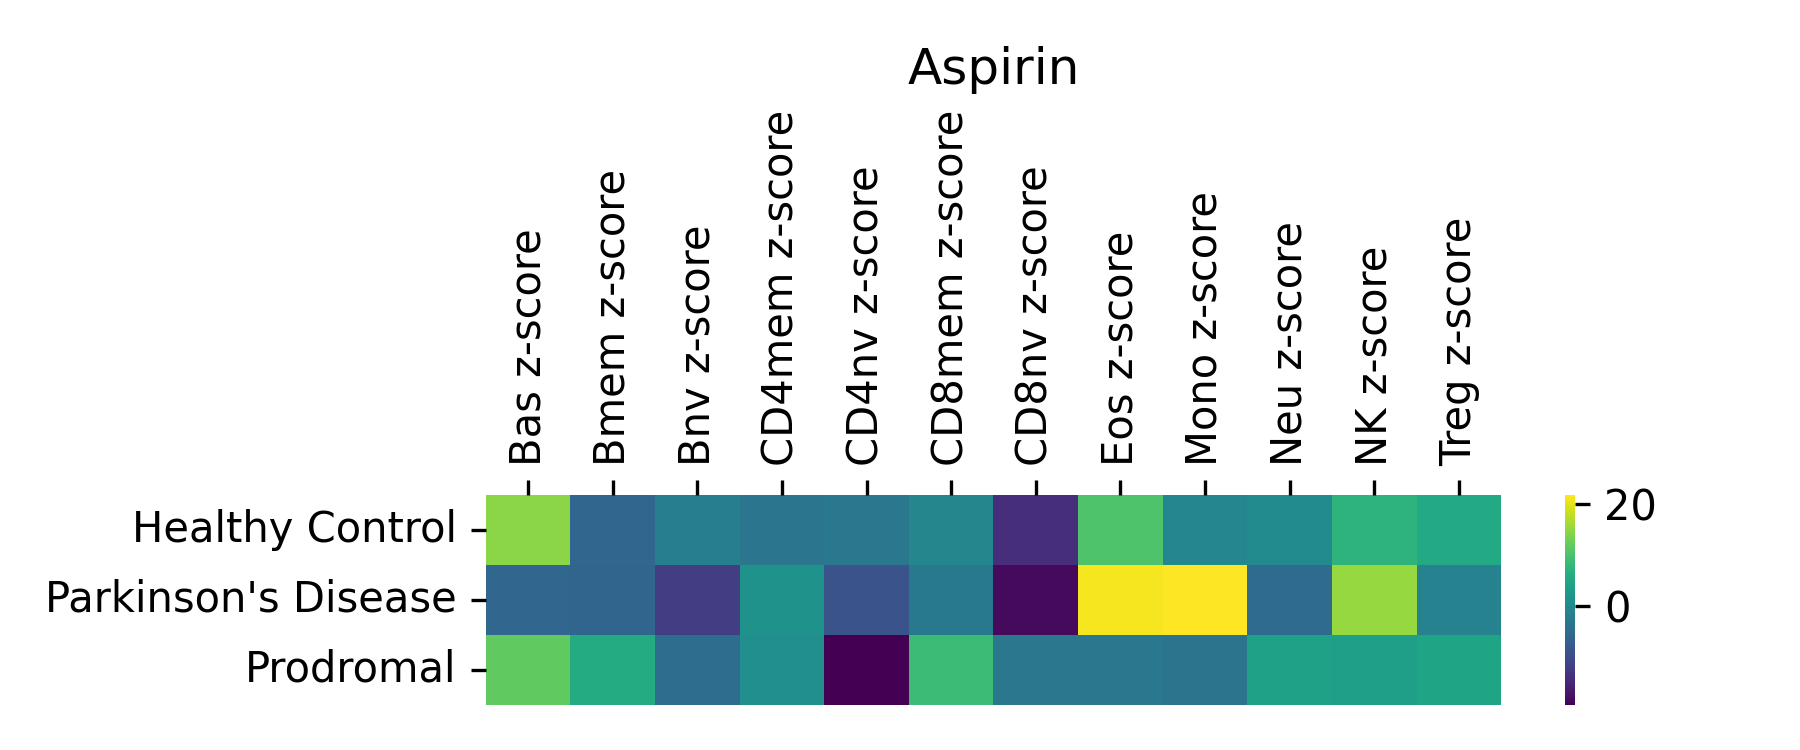 Aspirin
Bas z-score
Bmem z-score
Bnv z-score
CD4mem z-score
CD4nv z-score
CD8mem z-score
CD8nv z-score
Eos z-score
Mono z-score
Neu z-score
NK z-score
Treg z-score
Healthy Control
Parkinson's Disease
Prodromal
20
0